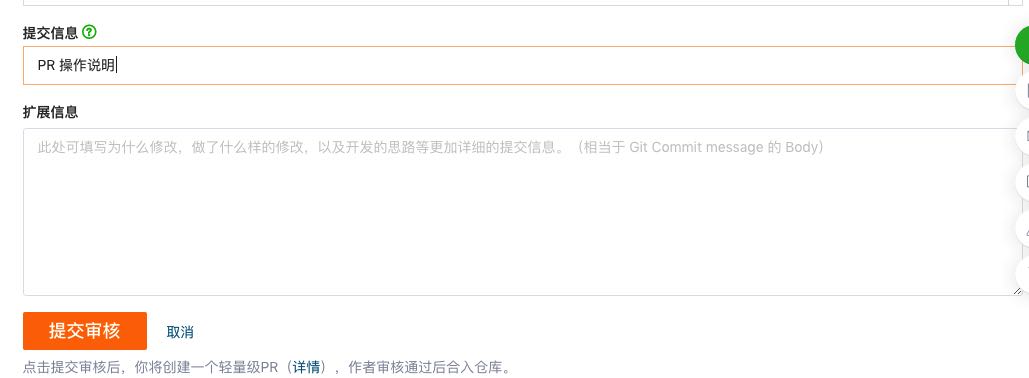 提交信息
PR 操作说明
扩展信息
此处可填写为什么修改，做了什么样的修改，以及开发的思路等更加详细的提交信息。（相当于 Git Commit message 的 Body）
提交审核 取消
点击提交审核后，你将创建一个轻量级PR（详情），作者审核通过后合入仓库。